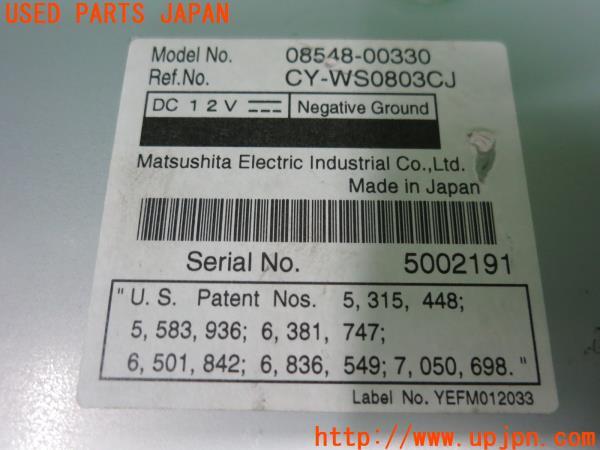 USED PARTS JAPAN
Model No. 08548-00330
Ref.No. CY-WS0803CJ
DC 12V Negative Ground
Matsushita Electric Industrial Co.,Ltd.
Made in Japan
Serial No. 5002191
"U.S. Patent Nos. 5,315,448;
5,583,936; 6,381,747;
6,501,842; 6,836,549; 7,050,698."
Label No. YEFM012033
http://www.upjpn.com